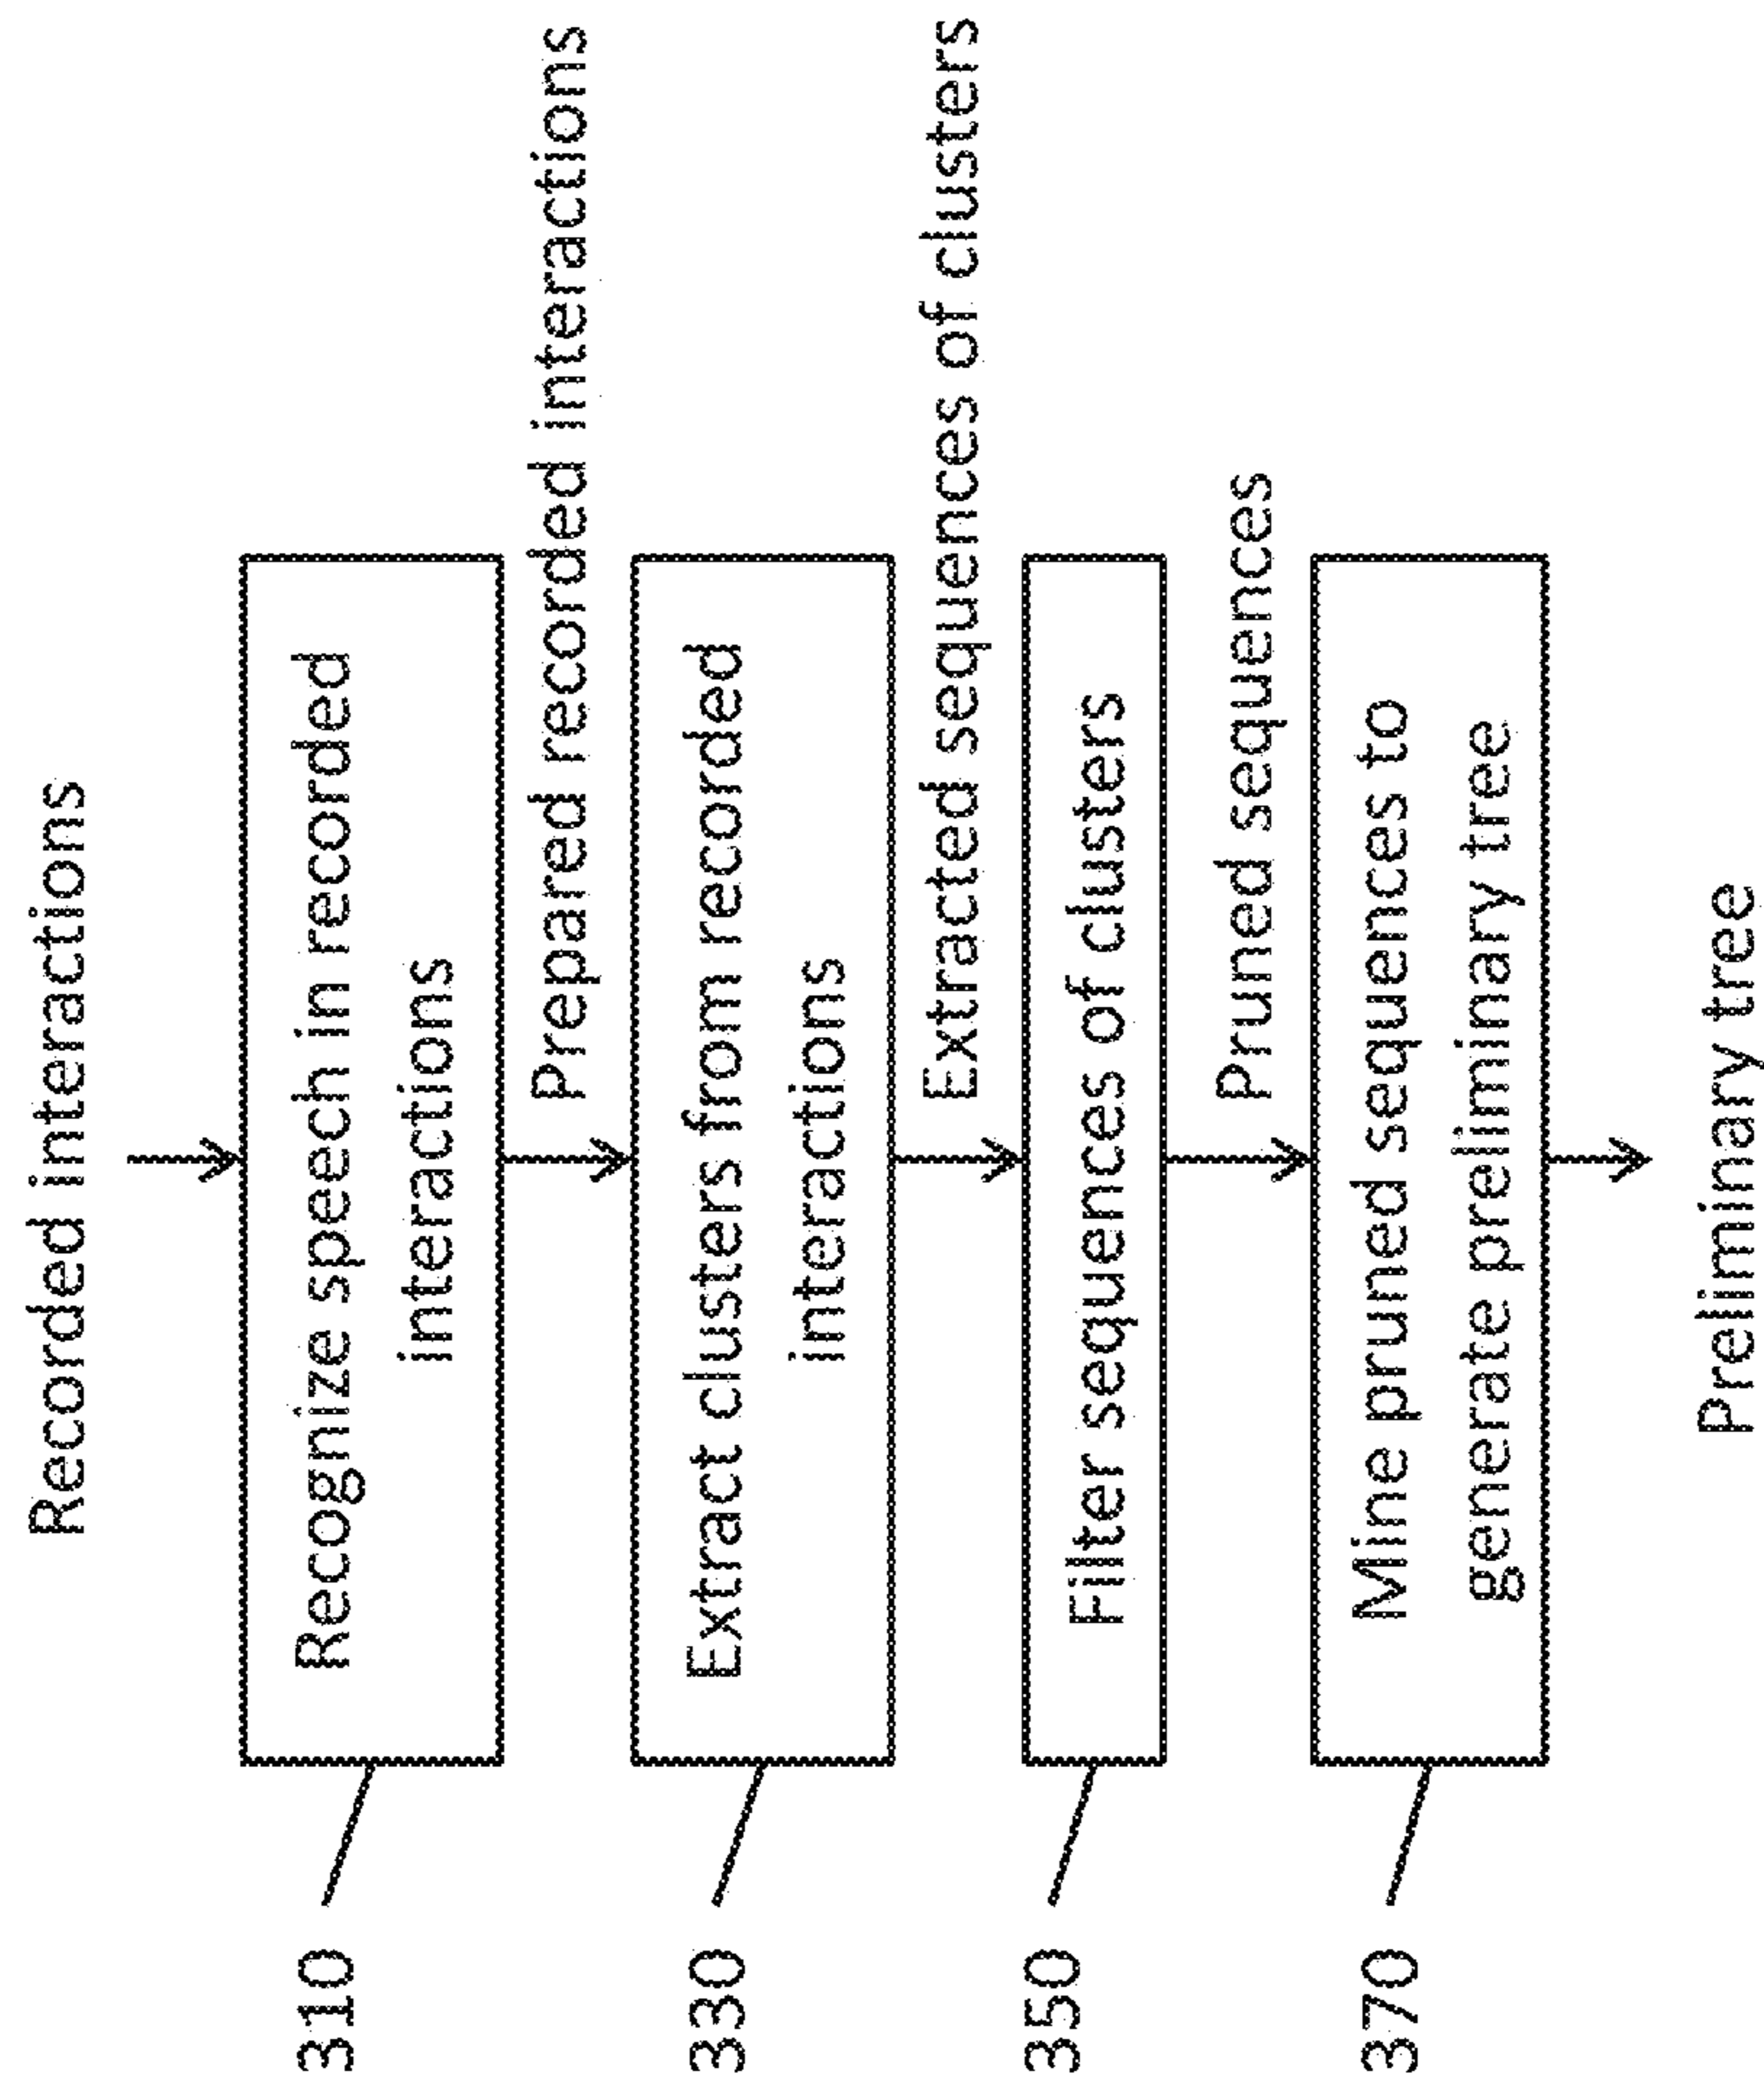 Recorded interactions
310
Recognize speech in recorded
interactions
Prepared recorded interactions
330
Extract clusters from recorded
interactions
Extracted sequences of clusters
350
Filter sequences of clusters
Pruned sequences
370
Mine pruned sequences to
generate preliminary tree
Preliminary tree